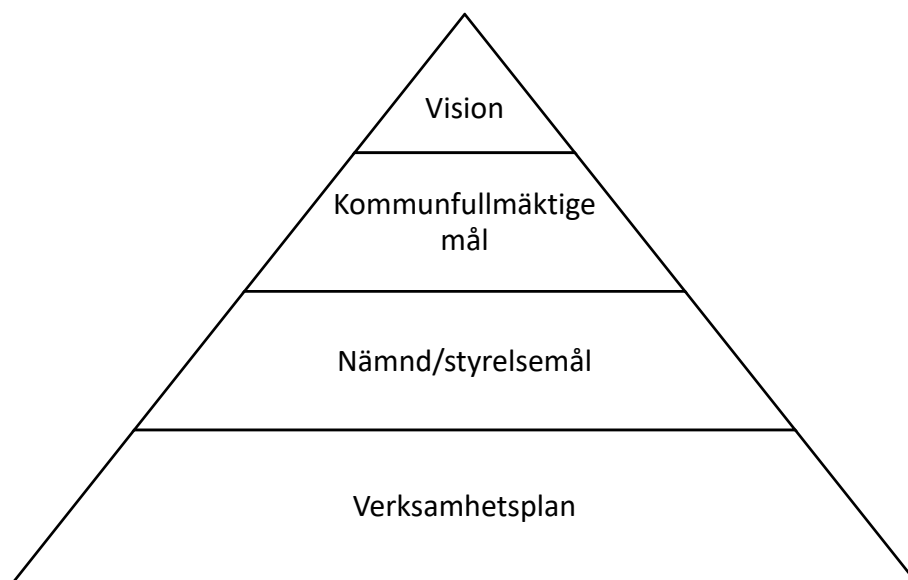 Vision
Kommunfullmäktige
mål
Nämnd/styrelsemål
Verksamhetsplan